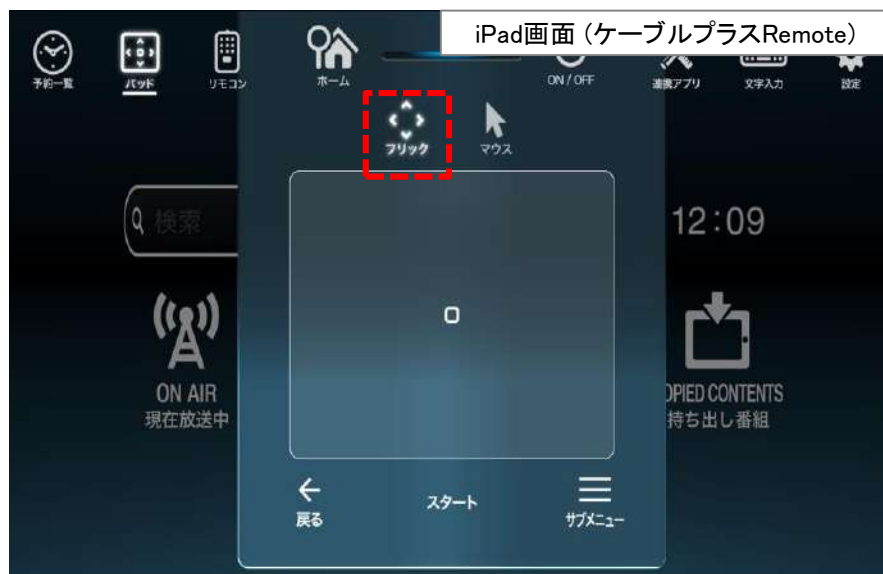 iPad画面（ケーブルプラスRemote）
予約一覧
パッド
リモコン
ホーム
ON / OFF
連携アプリ
文字入力
設定
フリック
マウス
検索
12:09
ON AIR
現在放送中
OPIED CONTENTS
持ち出し番組
戻る
スタート
サブメニュー